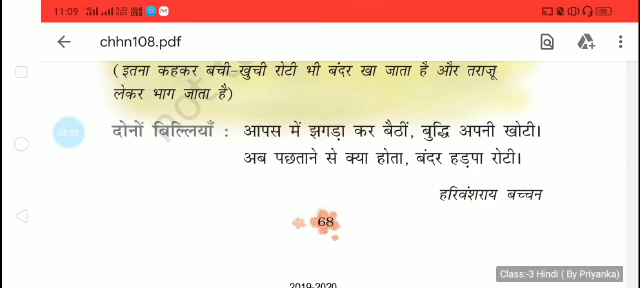 11:09
chhn108.pdf
(इतना कहकर बची-खुची रोटी भी बंदर खा जाता है और तराजू
लेकर भाग जाता है)
दोनों बिल्लियाँ : आपस में झगड़ा कर बैठीं, बुद्धि अपनी खोटी।
अब पछताने से क्या होता, बंदर हड़पा रोटी।
हरिवंशराय बच्चन
68
Class:-3 Hindi ( By Priyanka)
2019-2020